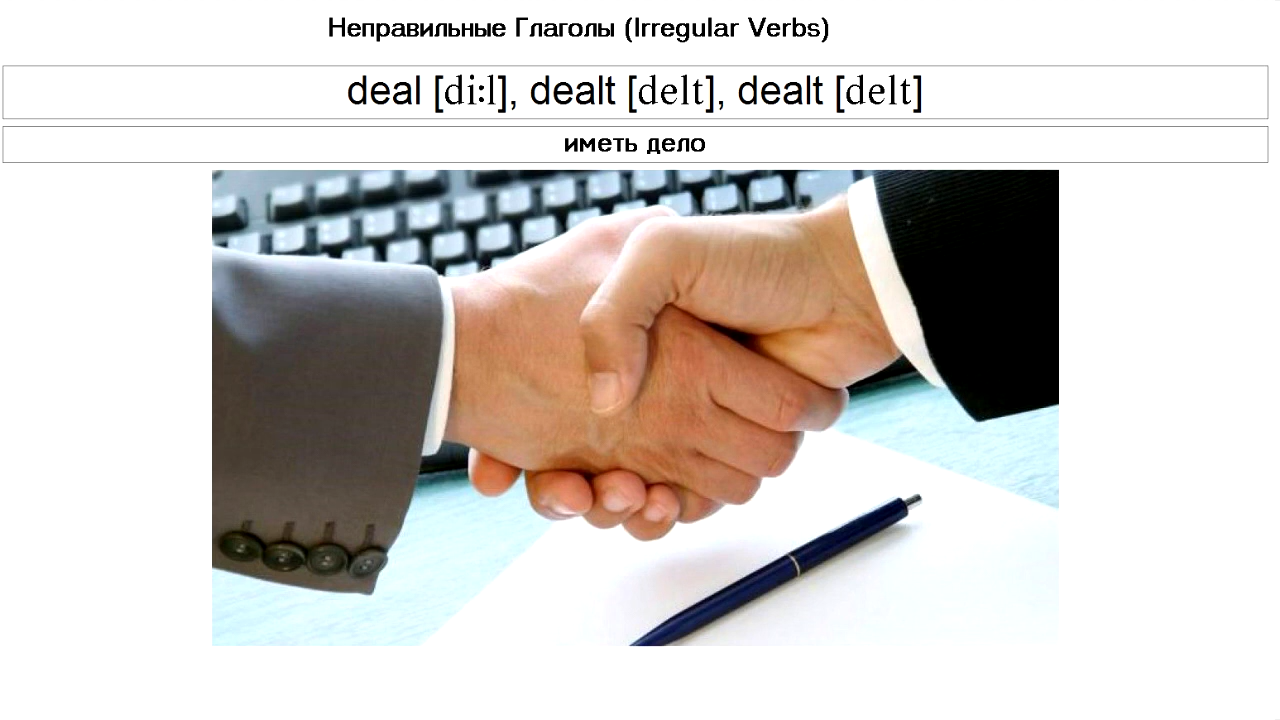 Неправильные Глаголы (Irregular Verbs)
deal [di:l], dealt [delt], dealt [delt]
иметь дело